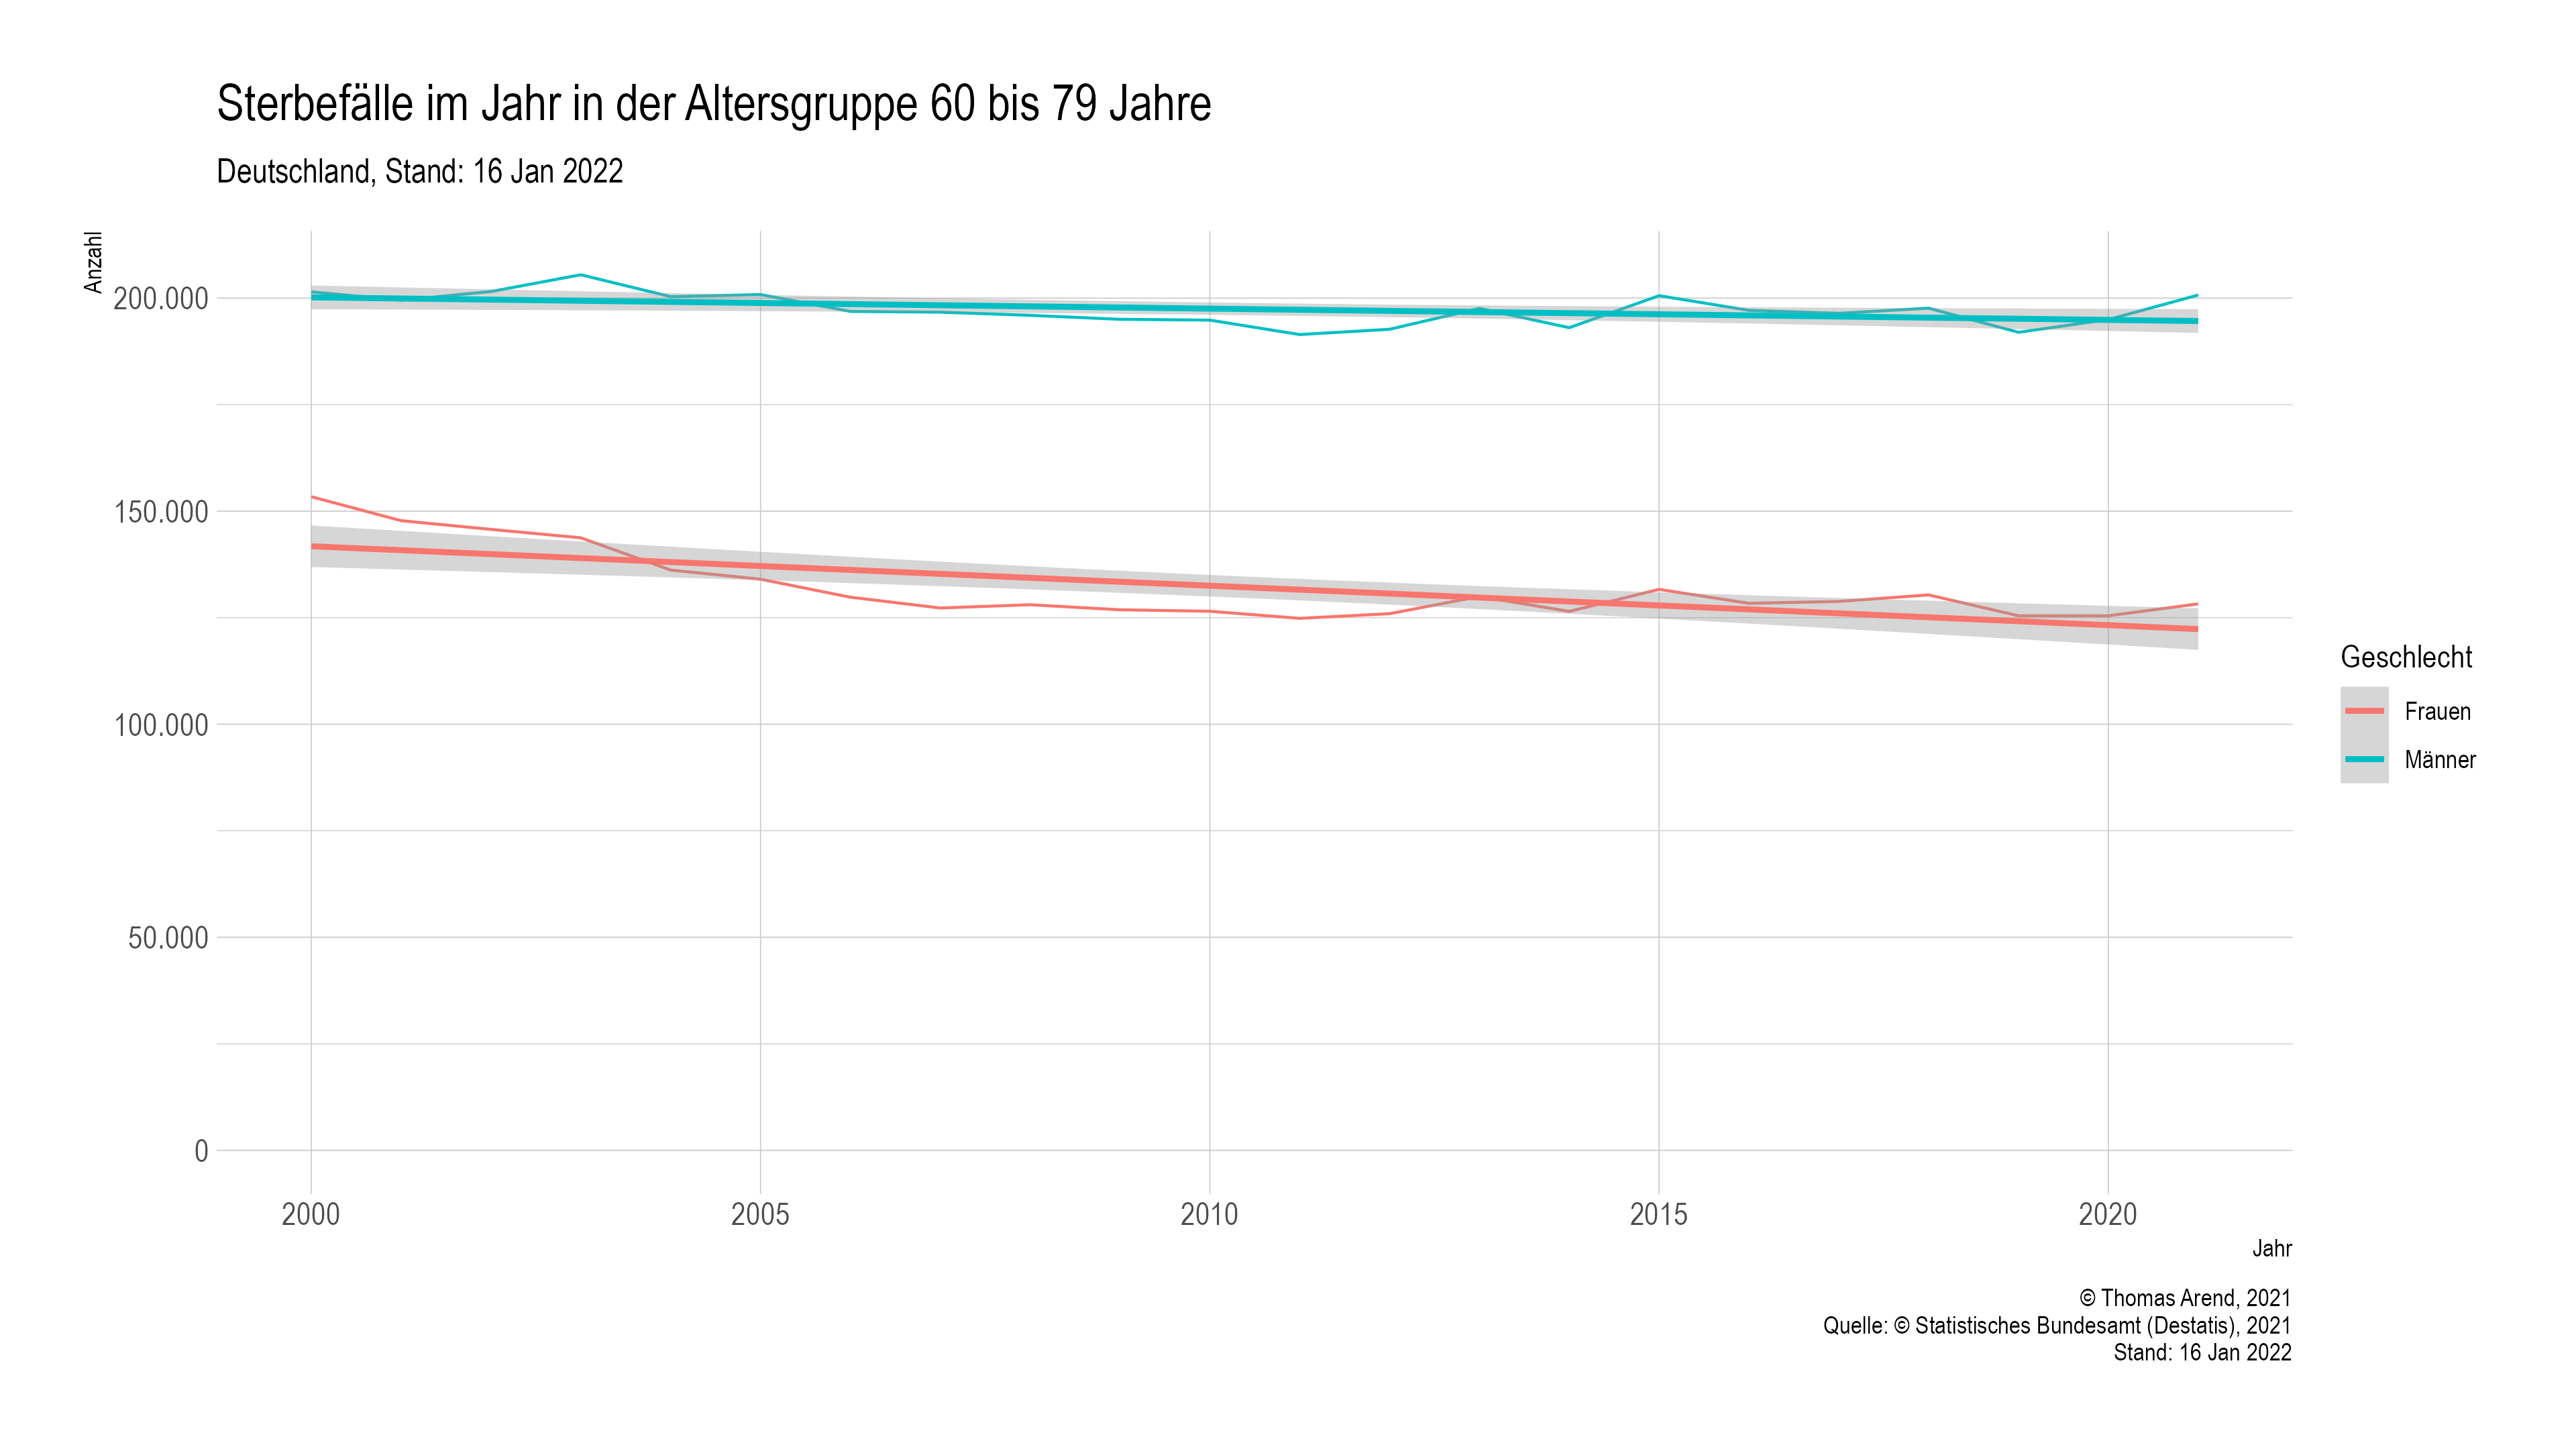 Sterbefälle im Jahr in der Altersgruppe 60 bis 79 Jahre
Deutschland, Stand: 16 Jan 2022
Anzahl
200.000
150.000
100.000
50.000
0
2000
2005
2010
2015
2020
Jahr
Geschlecht
Frauen
Männer
© Thomas Arend, 2021
Quelle: © Statistisches Bundesamt (Destatis), 2021
Stand: 16 Jan 2022